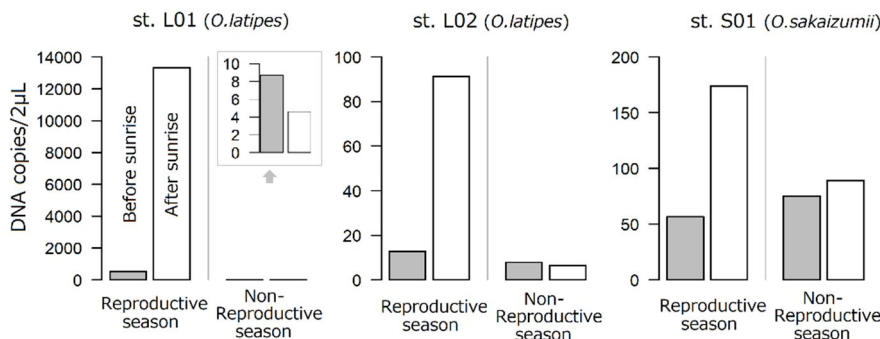 st. L01 (O.latipes)
st. L02 (O.latipes)
st. S01 (O.sakaizumii)
DNA copies/2μL
14000
12000
10000
8000
6000
4000
2000
0
Before sunrise
After sunrise
10
8
6
4
2
0
Reproductive
season
Non-
Reproductive
season
100
80
60
40
20
0
Reproductive
season
Non-
Reproductive
season
200
150
100
50
0
Reproductive
season
Non-
Reproductive
season